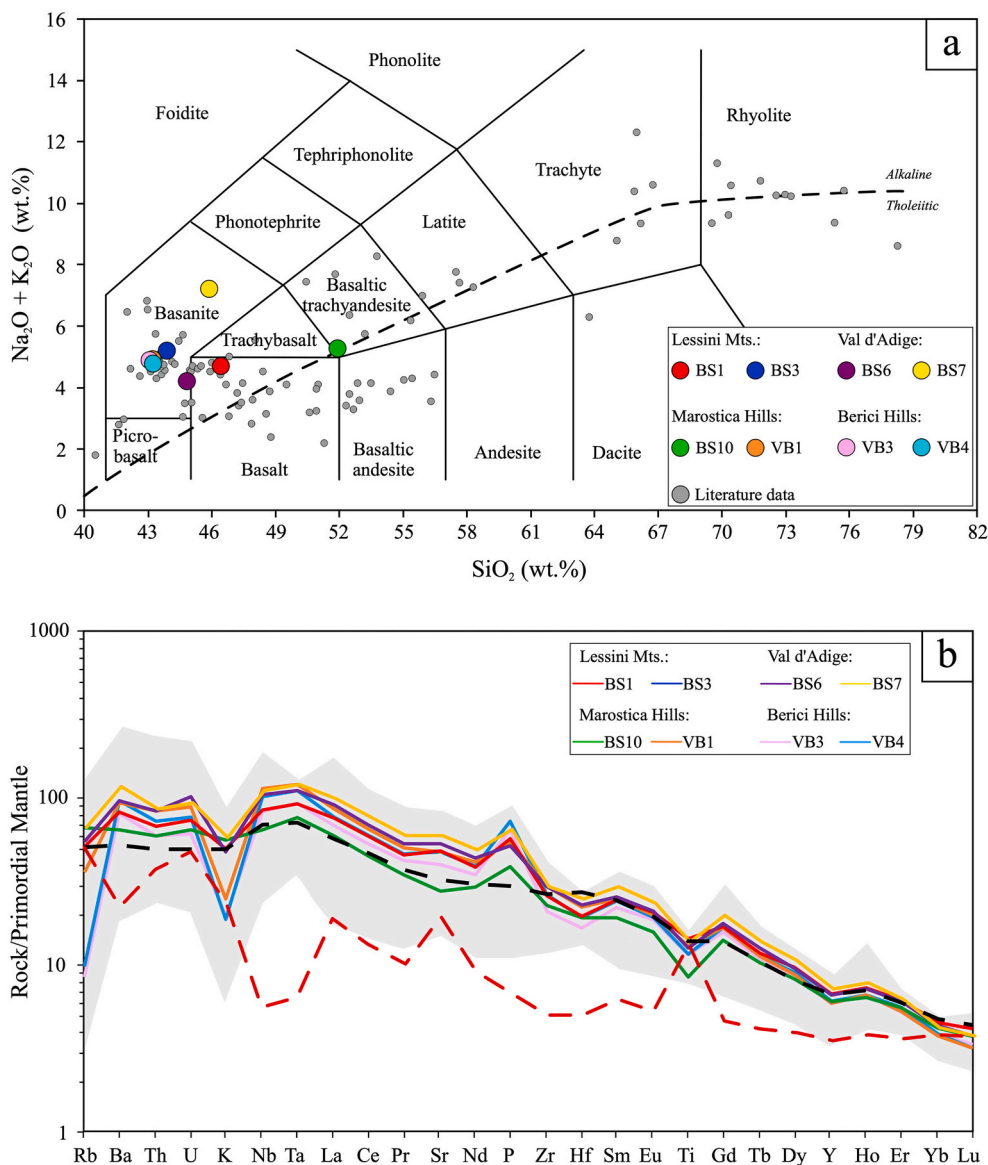 16
14
12
10
8
6
4
2
0
Na₂O + K₂O (wt.%)
a
Phonolite
Foidite
Rhyolite
Tephriphonolite
Trachyte
Alkaline
Tholeiitic
Phonotephrite
Latite
Basanite
Basaltic
trachyandesite
Trachybasalt
Picro-
basalt
Basalt
Basaltic
andesite
Andesite
Dacite
Lessini Mts.: Val d'Adige:
BS1 BS3 BS6 BS7
Marostica Hills: Berici Hills:
BS10 VB1 VB3 VB4
Literature data
40 43 46 49 52 55 58 61 64 67 70 73 76 79 82
SiO₂ (wt.%)
1000
100
10
1
Rock/Primordial Mantle
b
Lessini Mts.: Val d'Adige:
BS1 BS3 BS6 BS7
Marostica Hills: Berici Hills:
BS10 VB1 VB3 VB4
Rb Ba Th U K Nb Ta La Ce Pr Sr Nd P Zr Hf Sm Eu Ti Gd Tb Dy Y Ho Er Yb Lu